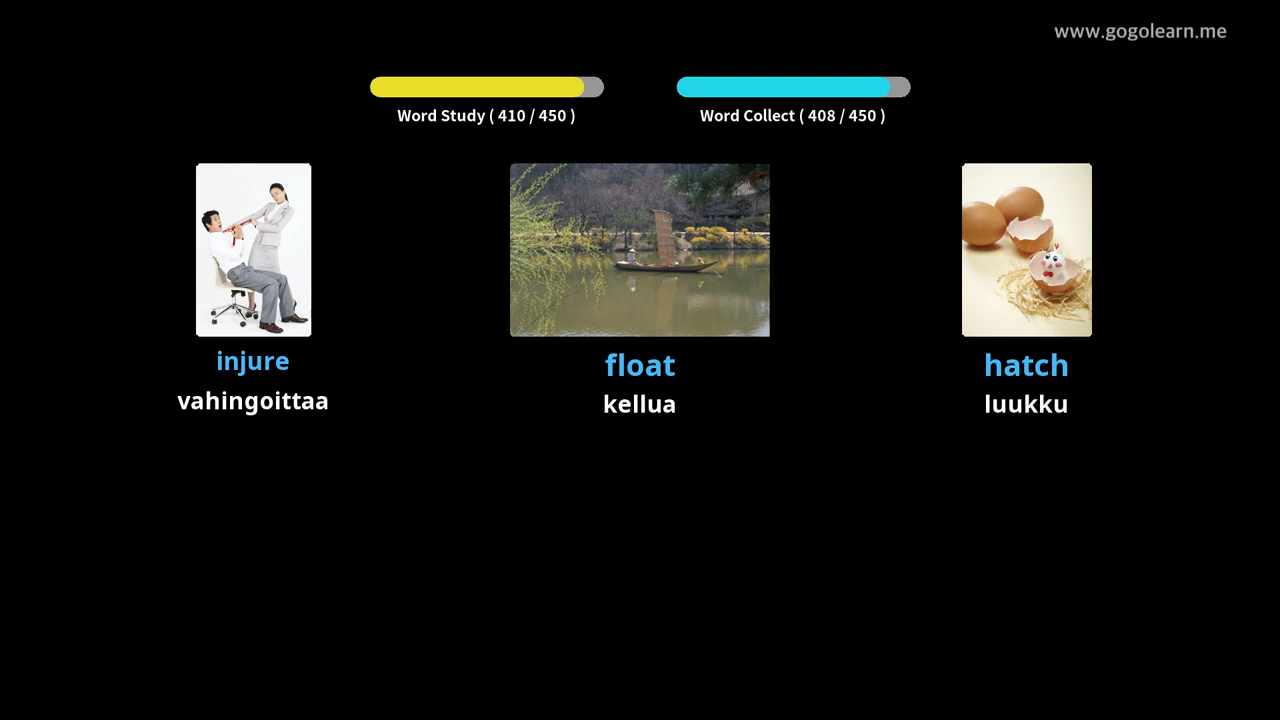 www.gogolearn.me
Word Study ( 410 / 450 )
Word Collect ( 408 / 450 )
injure
vahingoittaa
float
kellua
hatch
luukku